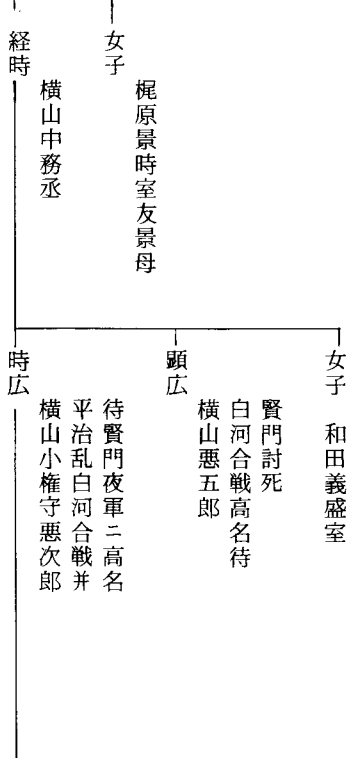 経時
横山中務丞
女子
梶原景時室友景母
時広
横山小権守悪次郎
平治乱白河合戦并
待賢門夜軍ニ高名
顕広
横山悪五郎
白河合戦高名待
賢門討死
女子　和田義盛室